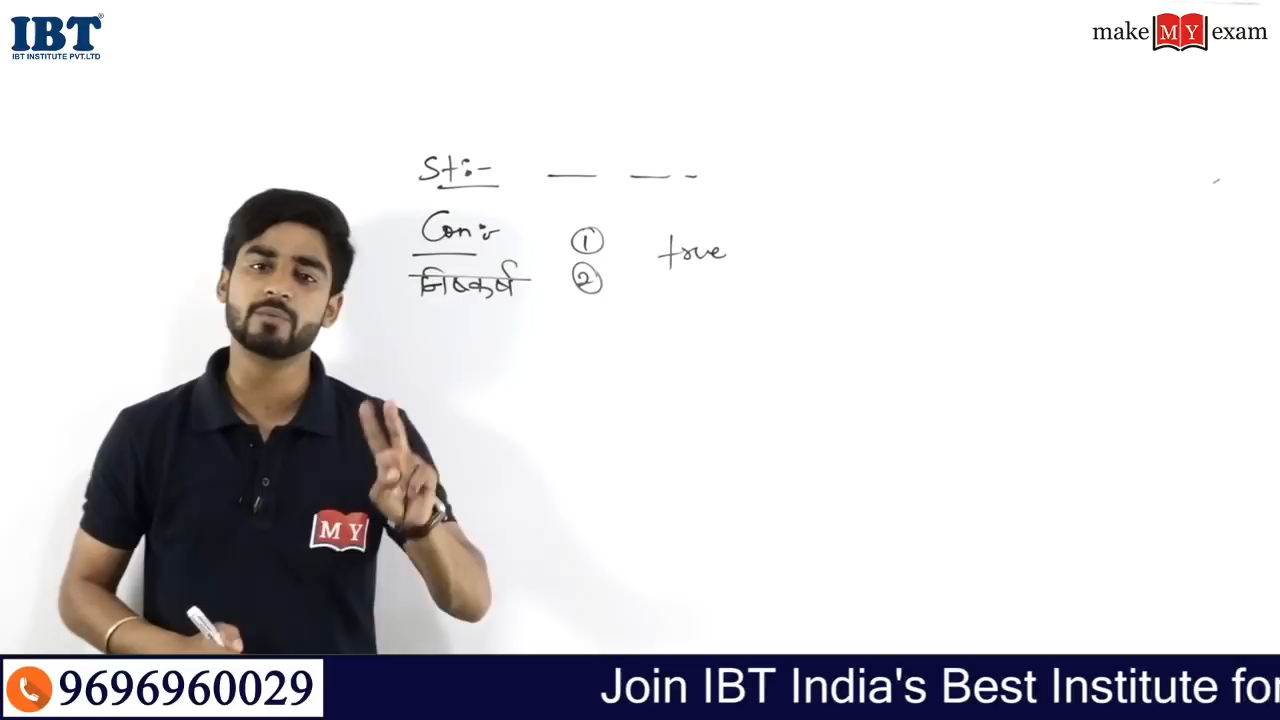 IBT®
IBT INSTITUTE PVT.LTD
make MY exam
St:-
Con:-
① true
निष्कर्ष ②
MY
9696960029
Join IBT India's Best Institute for